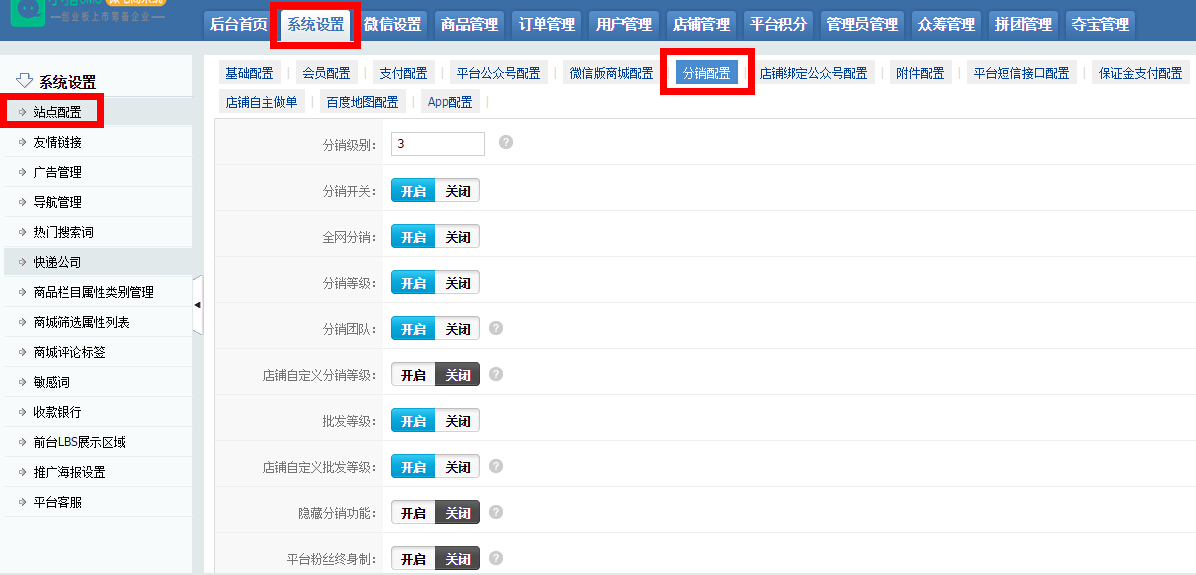 —创业板上市筹备企业—
后台首页 系统设置 微信设置 商品管理 订单管理 用户管理 店铺管理 平台积分 管理员管理 众筹管理 拼团管理 夺宝管理
系统设置
站点配置
友情链接
广告管理
导航管理
热门搜索词
快递公司
商品栏目属性类别管理
商城筛选属性列表
商城评论标签
敏感词
收款银行
前台LBS展示区域
推广海报设置
平台客服
基础配置 会员配置 支付配置 平台公众号配置 微信版商城配置 分销配置 店铺绑定公众号配置 附件配置 平台短信接口配置 保证金支付配置
店铺自主做单 百度地图配置 App配置
分销级别: 3 ?
分销开关: 开启 关闭
全网分销: 开启 关闭
分销等级: 开启 关闭
分销团队: 开启 关闭 ?
店铺自定义分销等级: 开启 关闭 ?
批发等级: 开启 关闭
店铺自定义批发等级: 开启 关闭 ?
隐藏分销功能: 开启 关闭 ?
平台粉丝终身制: 开启 关闭 ?